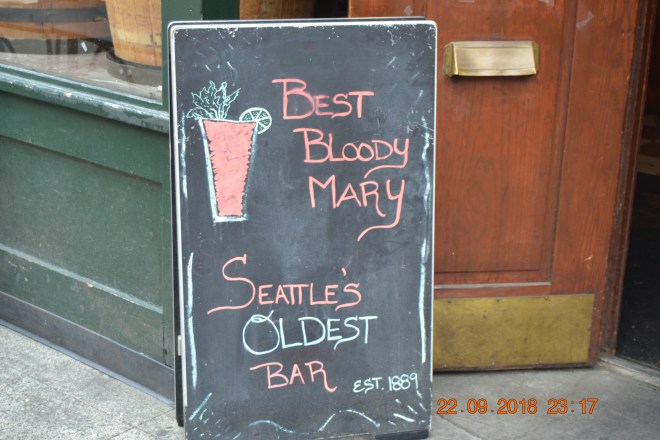 BEST
BLOODY
MARY
SEATTLE'S
OLDEST
BAR
EST. 1889
22.09.2018 23:17